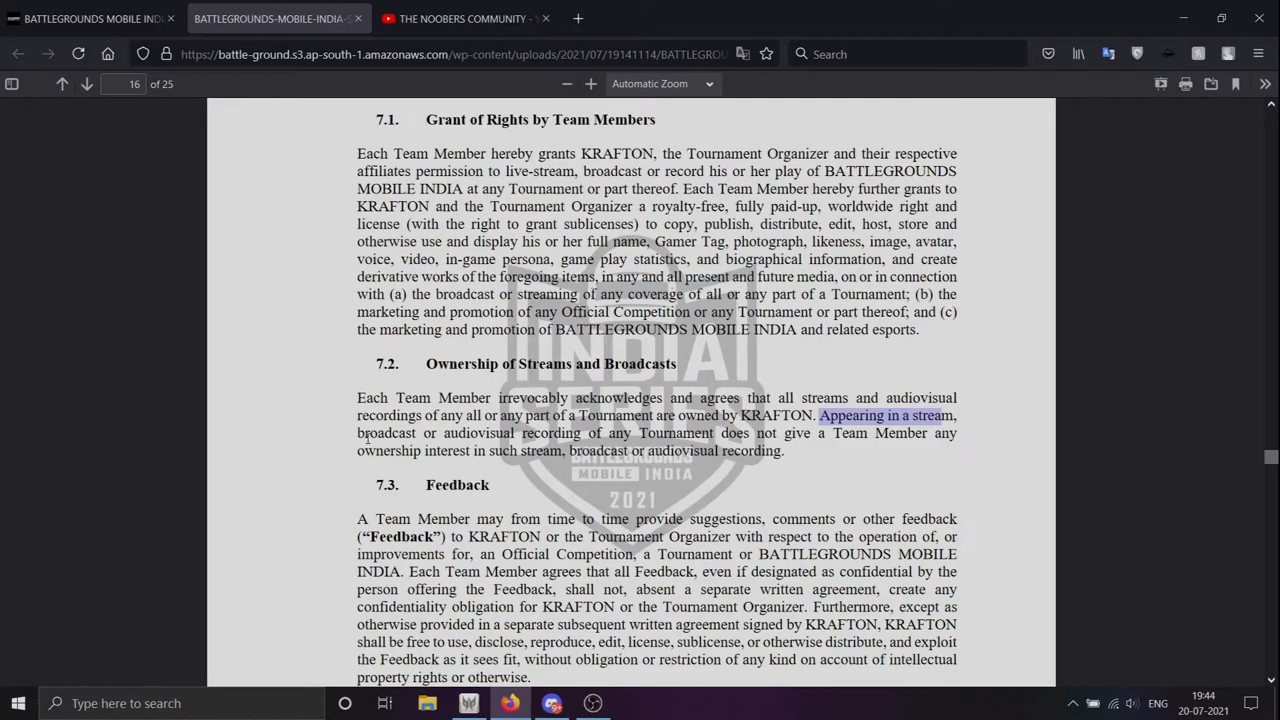 BATTLEGROUNDS MOBILE IND
BATTLEGROUNDS-MOBILE-INDIA-S
THE NOOBERS COMMUNITY -
https://battle-ground.s3.ap-south-1.amazonaws.com/wp-content/uploads/2021/07/19141114/BATTLEGROU
Search
16 of 25
Automatic Zoom
7.1. Grant of Rights by Team Members
Each Team Member hereby grants KRAFTON, the Tournament Organizer and their respective
affiliates permission to live-stream, broadcast or record his or her play of BATTLEGROUNDS
MOBILE INDIA at any Tournament or part thereof. Each Team Member hereby further grants to
KRAFTON and the Tournament Organizer a royalty-free, fully paid-up, worldwide right and
license (with the right to grant sublicenses) to copy, publish, distribute, edit, host, store and
otherwise use and display his or her full name, Gamer Tag, photograph, likeness, image, avatar,
voice, video, in-game persona, game play statistics, and biographical information, and create
derivative works of the foregoing items, in any and all present and future media, on or in connection
with (a) the broadcast or streaming of any coverage of all or any part of a Tournament; (b) the
marketing and promotion of any Official Competition or any Tournament or part thereof; and (c)
the marketing and promotion of BATTLEGROUNDS MOBILE INDIA and related esports.
7.2. Ownership of Streams and Broadcasts
Each Team Member irrevocably acknowledges and agrees that all streams and audiovisual
recordings of any all or any part of a Tournament are owned by KRAFTON. Appearing in a stream,
broadcast or audiovisual recording of any Tournament does not give a Team Member any
ownership interest in such stream, broadcast or audiovisual recording.
7.3. Feedback
A Team Member may from time to time provide suggestions, comments or other feedback
(“Feedback”) to KRAFTON or the Tournament Organizer with respect to the operation of, or
improvements for, an Official Competition, a Tournament or BATTLEGROUNDS MOBILE
INDIA. Each Team Member agrees that all Feedback, even if designated as confidential by the
person offering the Feedback, shall not, absent a separate written agreement, create any
confidentiality obligation for KRAFTON or the Tournament Organizer. Furthermore, except as
otherwise provided in a separate subsequent written agreement signed by KRAFTON, KRAFTON
shall be free to use, disclose, reproduce, edit, license, sublicense, or otherwise distribute, and exploit
the Feedback as it sees fit, without obligation or restriction of any kind on account of intellectual
property rights or otherwise.
INDIA
SERIES
BATTLEGROUNDS
MOBILE INDIA
2021
Type here to search
ENG
19:44
20-07-2021